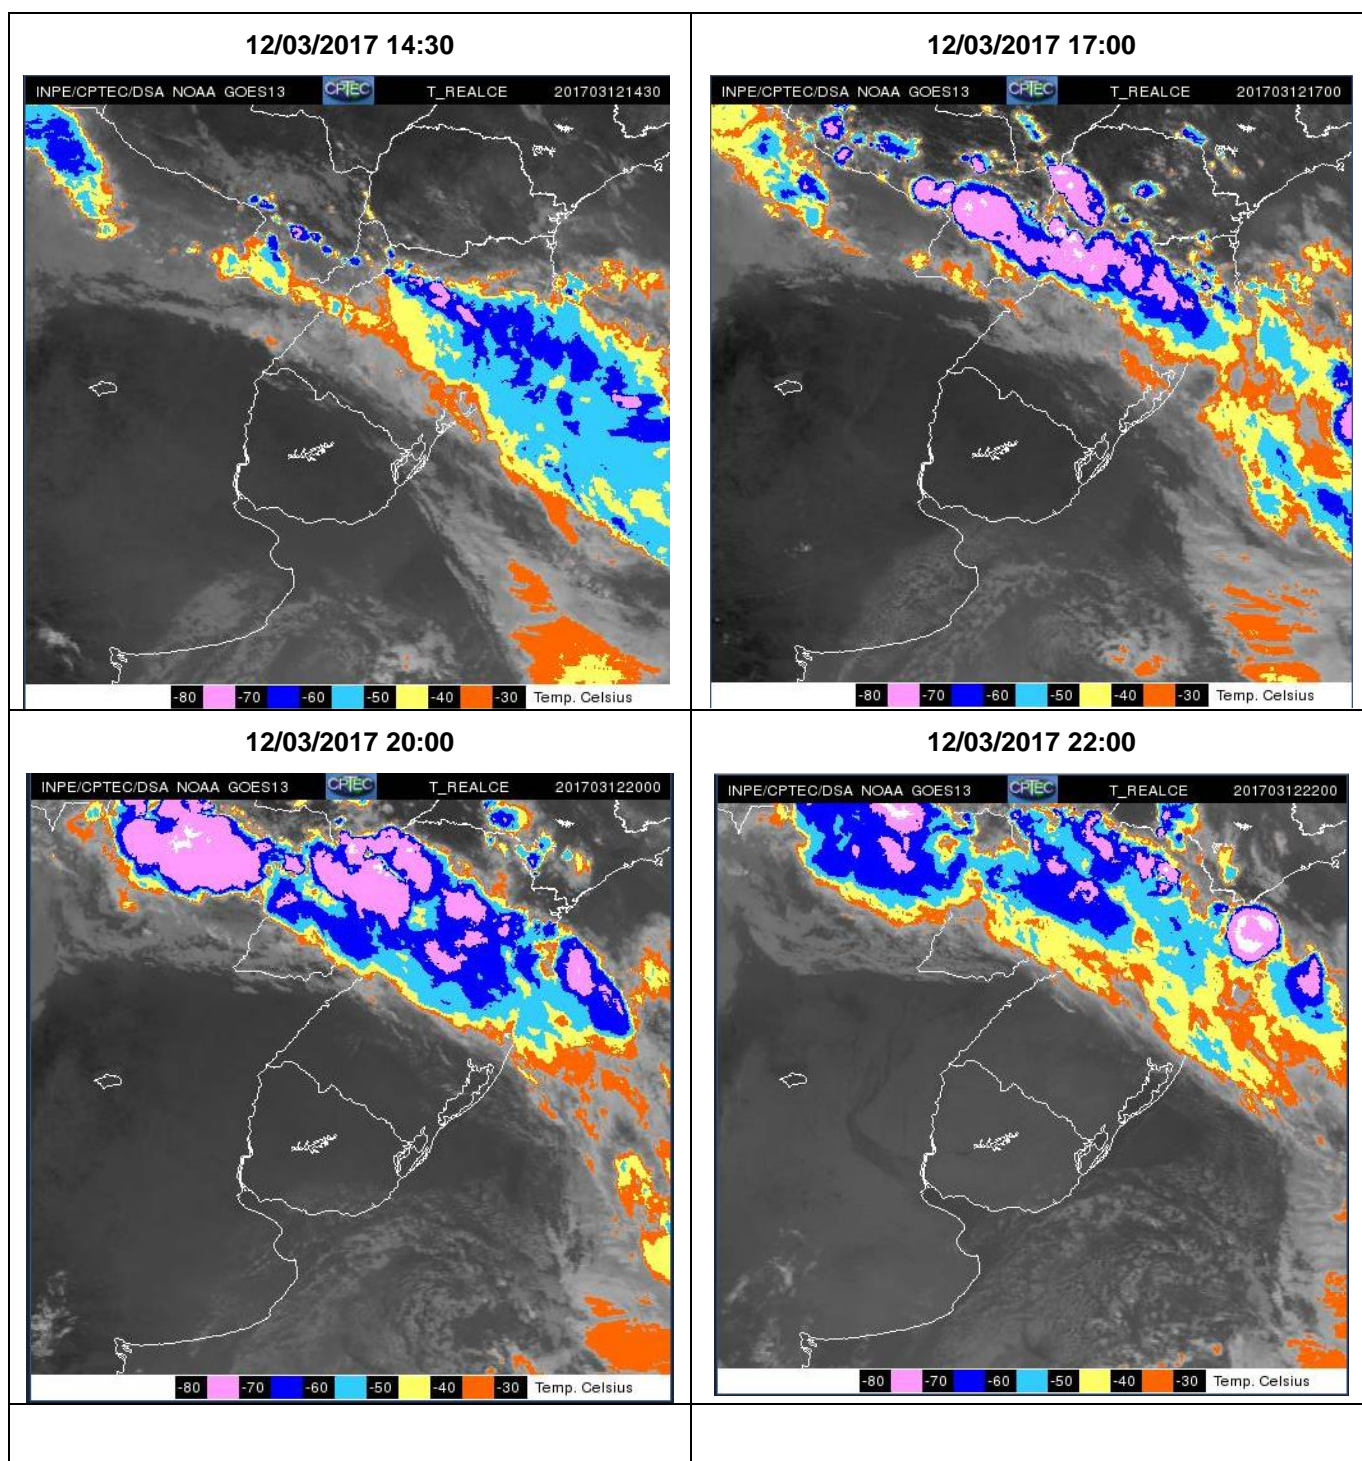 12/03/2017 14:30
12/03/2017 17:00
INPE/CPTEC/DSA NOAA GOES13 CPTEC T_REALCE 201703121430
INPE/CPTEC/DSA NOAA GOES13 CPTEC T_REALCE 201703121700
-80 -70 -60 -50 -40 -30 Temp. Celsius
-80 -70 -60 -50 -40 -30 Temp. Celsius
12/03/2017 20:00
12/03/2017 22:00
INPE/CPTEC/DSA NOAA GOES13 CPTEC T_REALCE 201703122000
INPE/CPTEC/DSA NOAA GOES13 CPTEC T_REALCE 201703122200
-80 -70 -60 -50 -40 -30 Temp. Celsius
-80 -70 -60 -50 -40 -30 Temp. Celsius